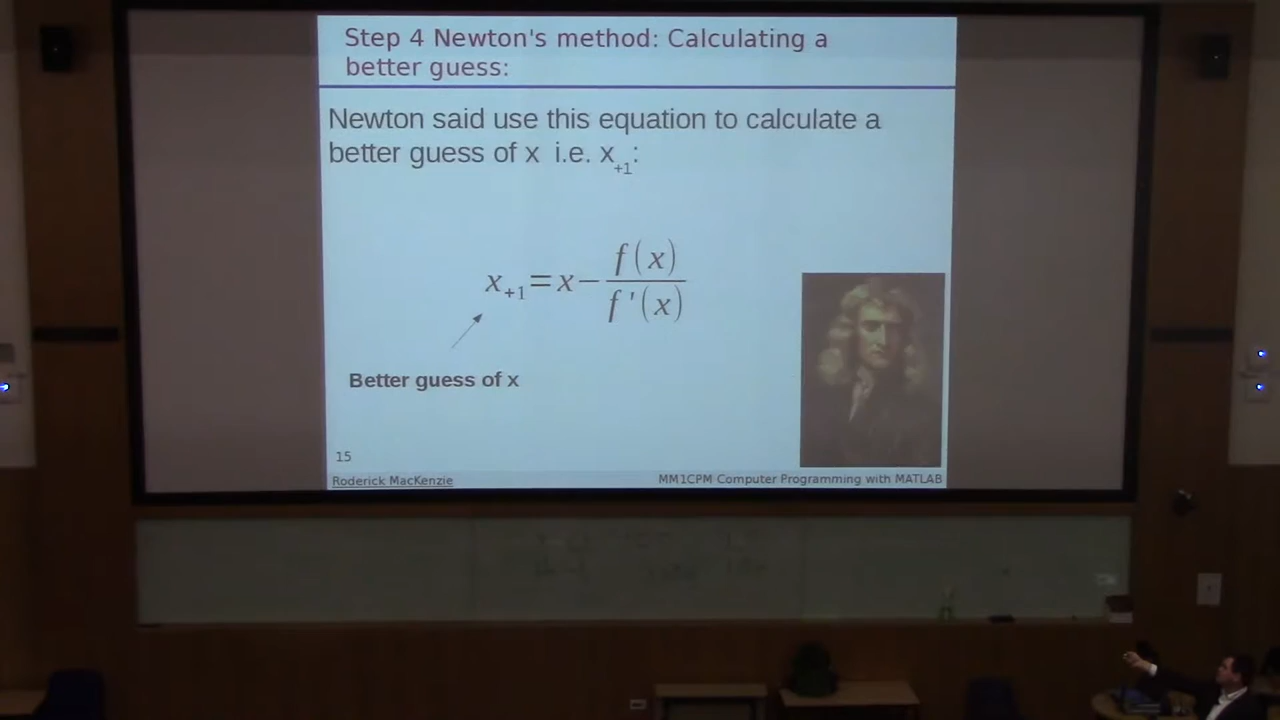 Step 4 Newton's method: Calculating a
better guess:
Newton said use this equation to calculate a
better guess of x i.e. x+1:
x+1=x− f(x)
f'(x)
Better guess of x
15
Roderick MacKenzie
MM1CPM Computer Programming with MATLAB